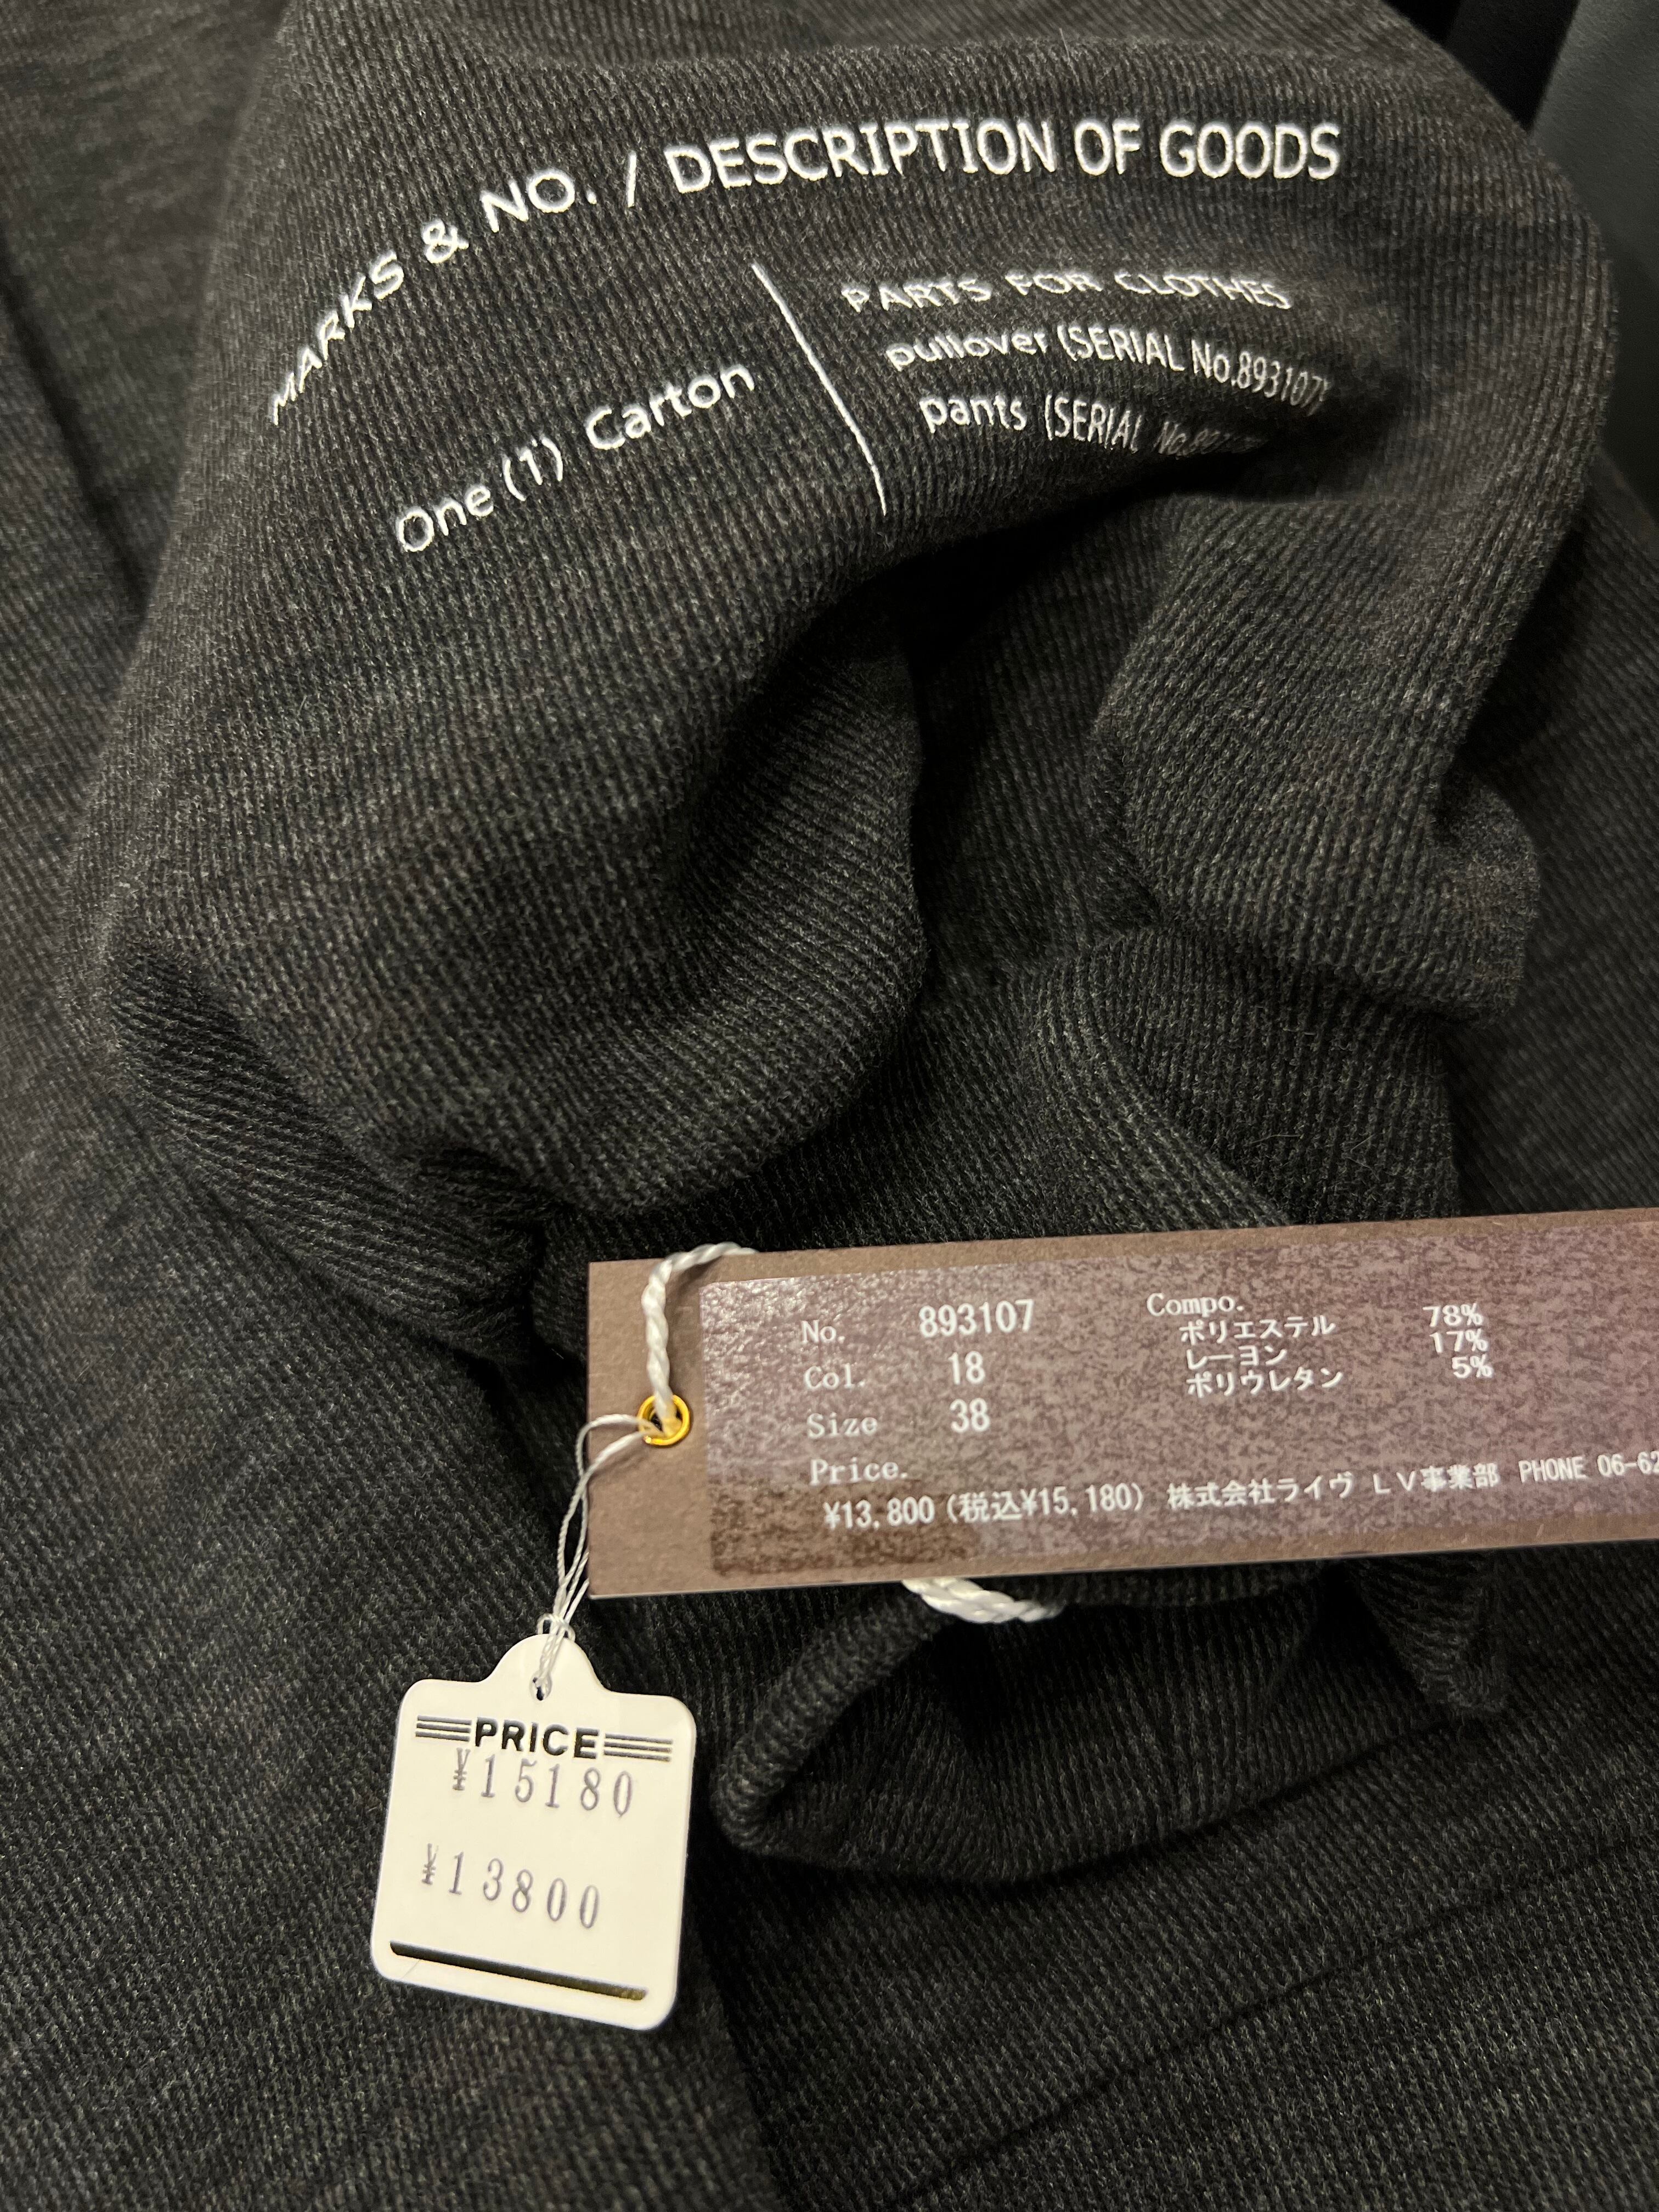 MARKS & NO. / DESCRIPTION OF GOODS
One (1) Carton
PARTS FOR CLOTHES
pullover (SERIAL No.893107)
pants (SERIAL
No. 893107
Col. 18
Size 38
Price.
¥13,800 (税込¥15,180) 株式会社ライヴ LV事業部 PHONE 06-62
Compo.
ポリエステル 78%
レーヨン 17%
ポリウレタン 5%
PRICE
¥15180
¥13800